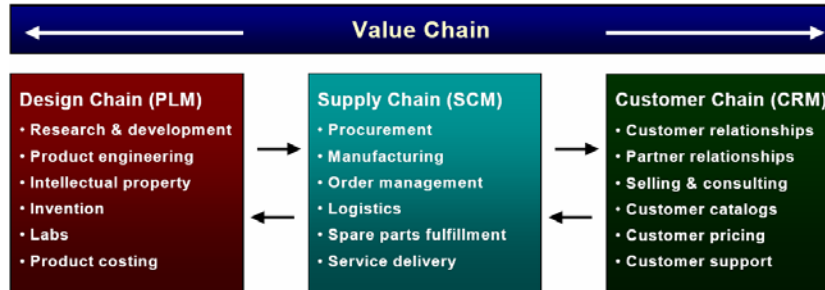 Value Chain
Design Chain (PLM)
• Research & development
• Product engineering
• Intellectual property
• Invention
• Labs
• Product costing
Supply Chain (SCM)
• Procurement
• Manufacturing
• Order management
• Logistics
• Spare parts fulfillment
• Service delivery
Customer Chain (CRM)
• Customer relationships
• Partner relationships
• Selling & consulting
• Customer catalogs
• Customer pricing
• Customer support